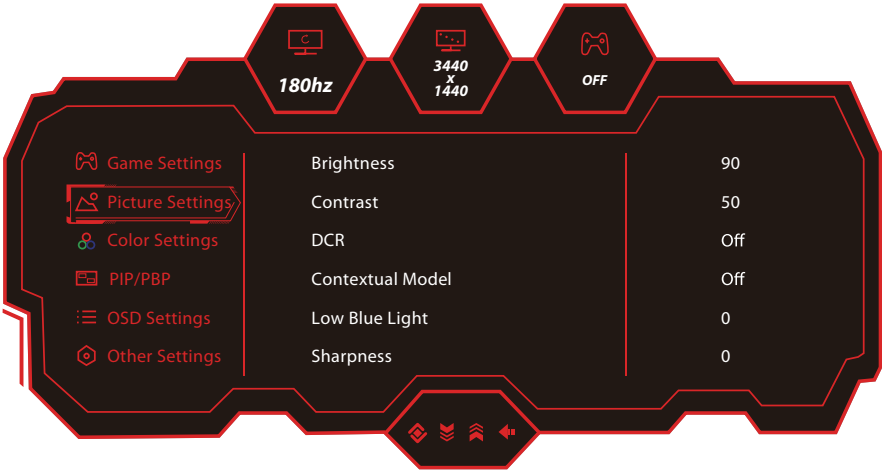 180hz
3440
x
1440
OFF
Game Settings
Brightness
90
Picture Settings
Contrast
50
Color Settings
DCR
Off
PIP/PBP
Contextual Model
Off
OSD Settings
Low Blue Light
0
Other Settings
Sharpness
0